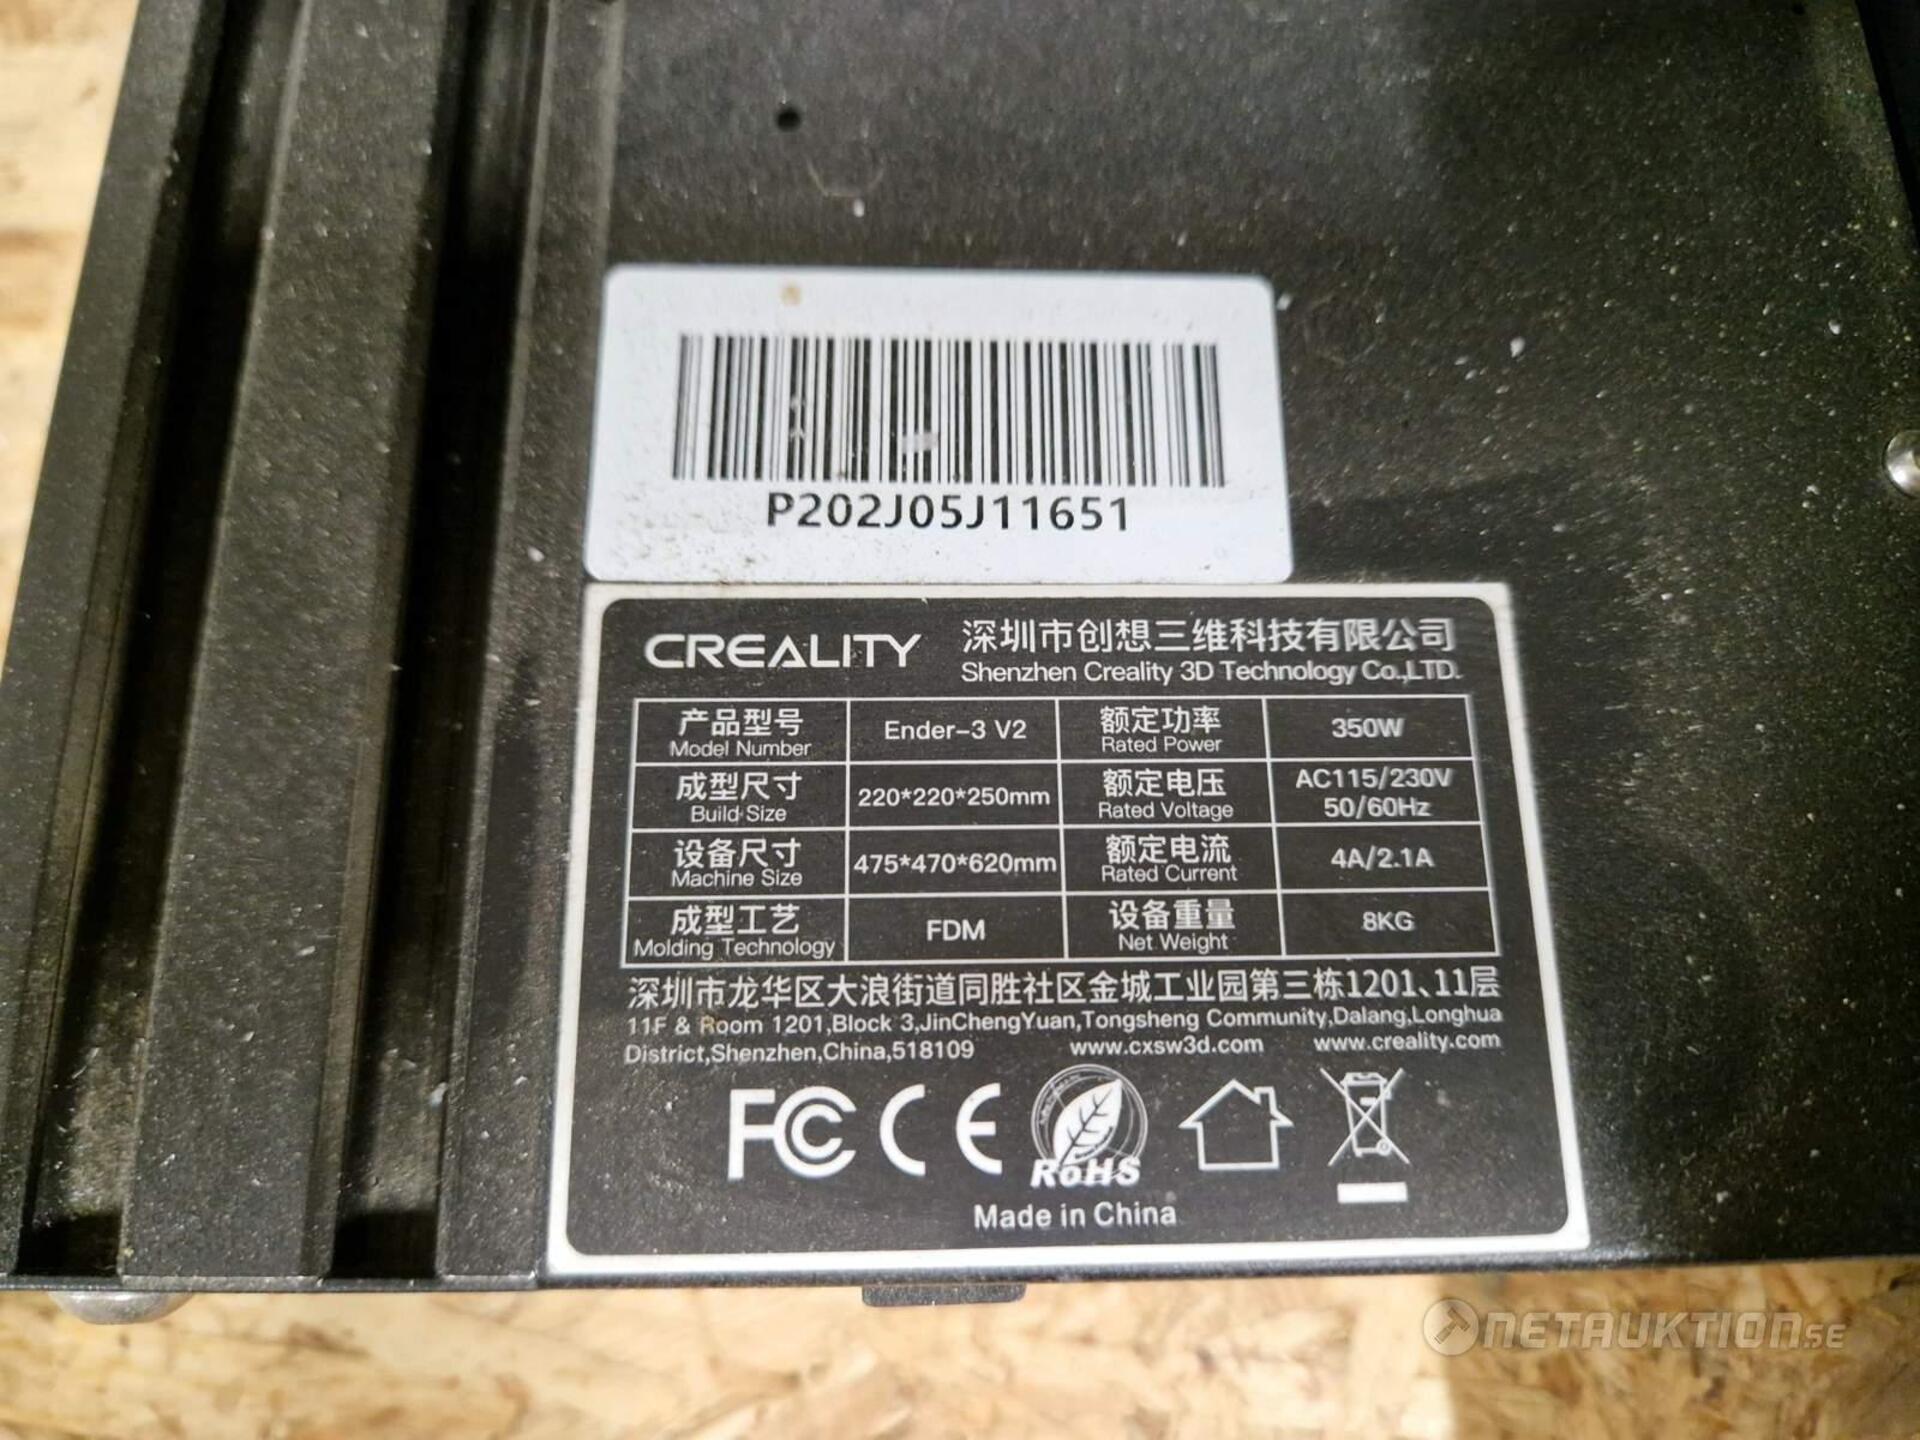 P202J05J11651
CREALITY
深圳市创想三维科技有限公司
Shenzhen Creality 3D Technology Co.,LTD.
产品型号
Model Number
Ender-3 V2
额定功率
Rated Power
350W
成型尺寸
Build Size
220*220*250mm
额定电压
Rated Voltage
AC115/230V
50/60Hz
设备尺寸
Machine Size
475*470*620mm
额定电流
Rated Current
4A/2.1A
成型工艺
Molding Technology
FDM
设备重量
Net Weight
8KG
深圳市龙华区大浪街道同胜社区金城工业园第三栋1201、11层
11F & Room 1201,Block 3,JinChengYuan,Tongsheng Community,Dalang,Longhua
District,Shenzhen,China,518109 www.cxsw3d.com www.creality.com
FC CE RoHS
Made in China
NETAUKTION.SE